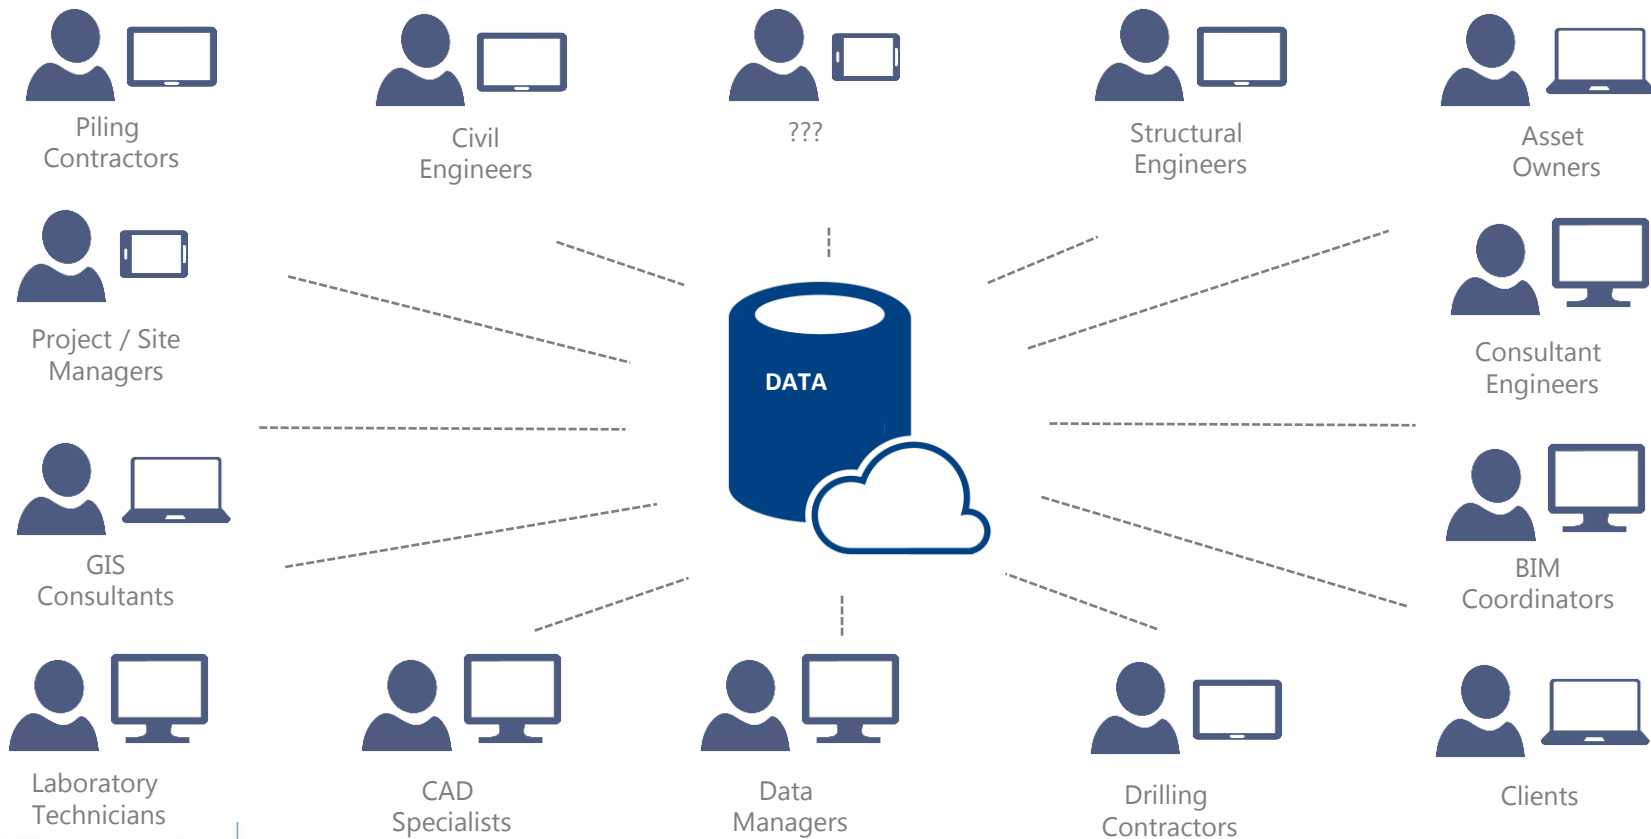 Piling
Contractors
Civil
Engineers
???
Structural
Engineers
Asset
Owners
Project / Site
Managers
DATA
Consultant
Engineers
GIS
Consultants
BIM
Coordinators
Laboratory
Technicians
CAD
Specialists
Data
Managers
Drilling
Contractors
Clients